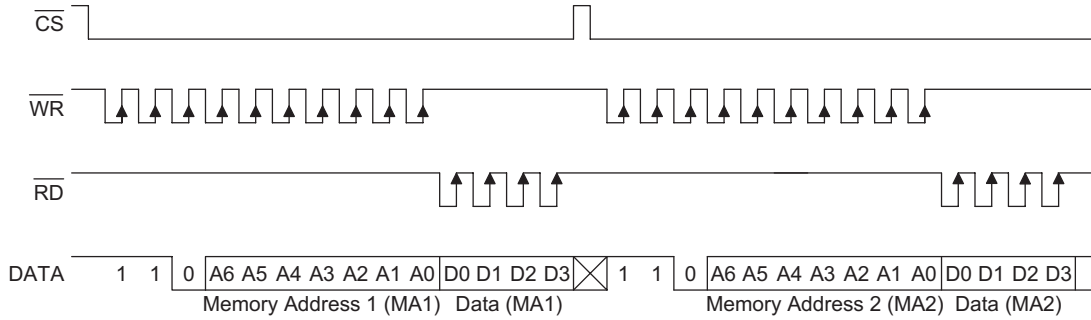 CS
WR
RD
DATA 1 1 0 A6 A5 A4 A3 A2 A1 A0 D0 D1 D2 D3 1 1 0 A6 A5 A4 A3 A2 A1 A0 D0 D1 D2 D3
Memory Address 1 (MA1) Data (MA1) Memory Address 2 (MA2) Data (MA2)